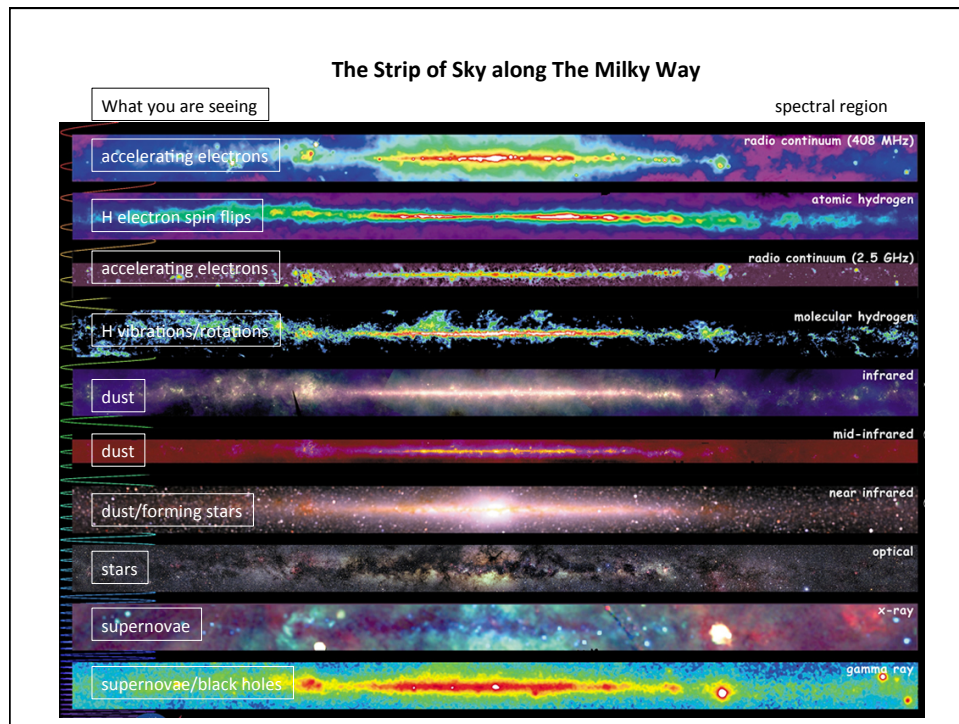 The Strip of Sky along The Milky Way
What you are seeing
spectral region
accelerating electrons
radio continuum (408 MHz)
H electron spin flips
atomic hydrogen
accelerating electrons
radio continuum (2.5 GHz)
H vibrations/rotations
molecular hydrogen
dust
infrared
dust
mid-infrared
dust/forming stars
near infrared
stars
optical
supernovae
x-ray
supernovae/black holes
gamma ray